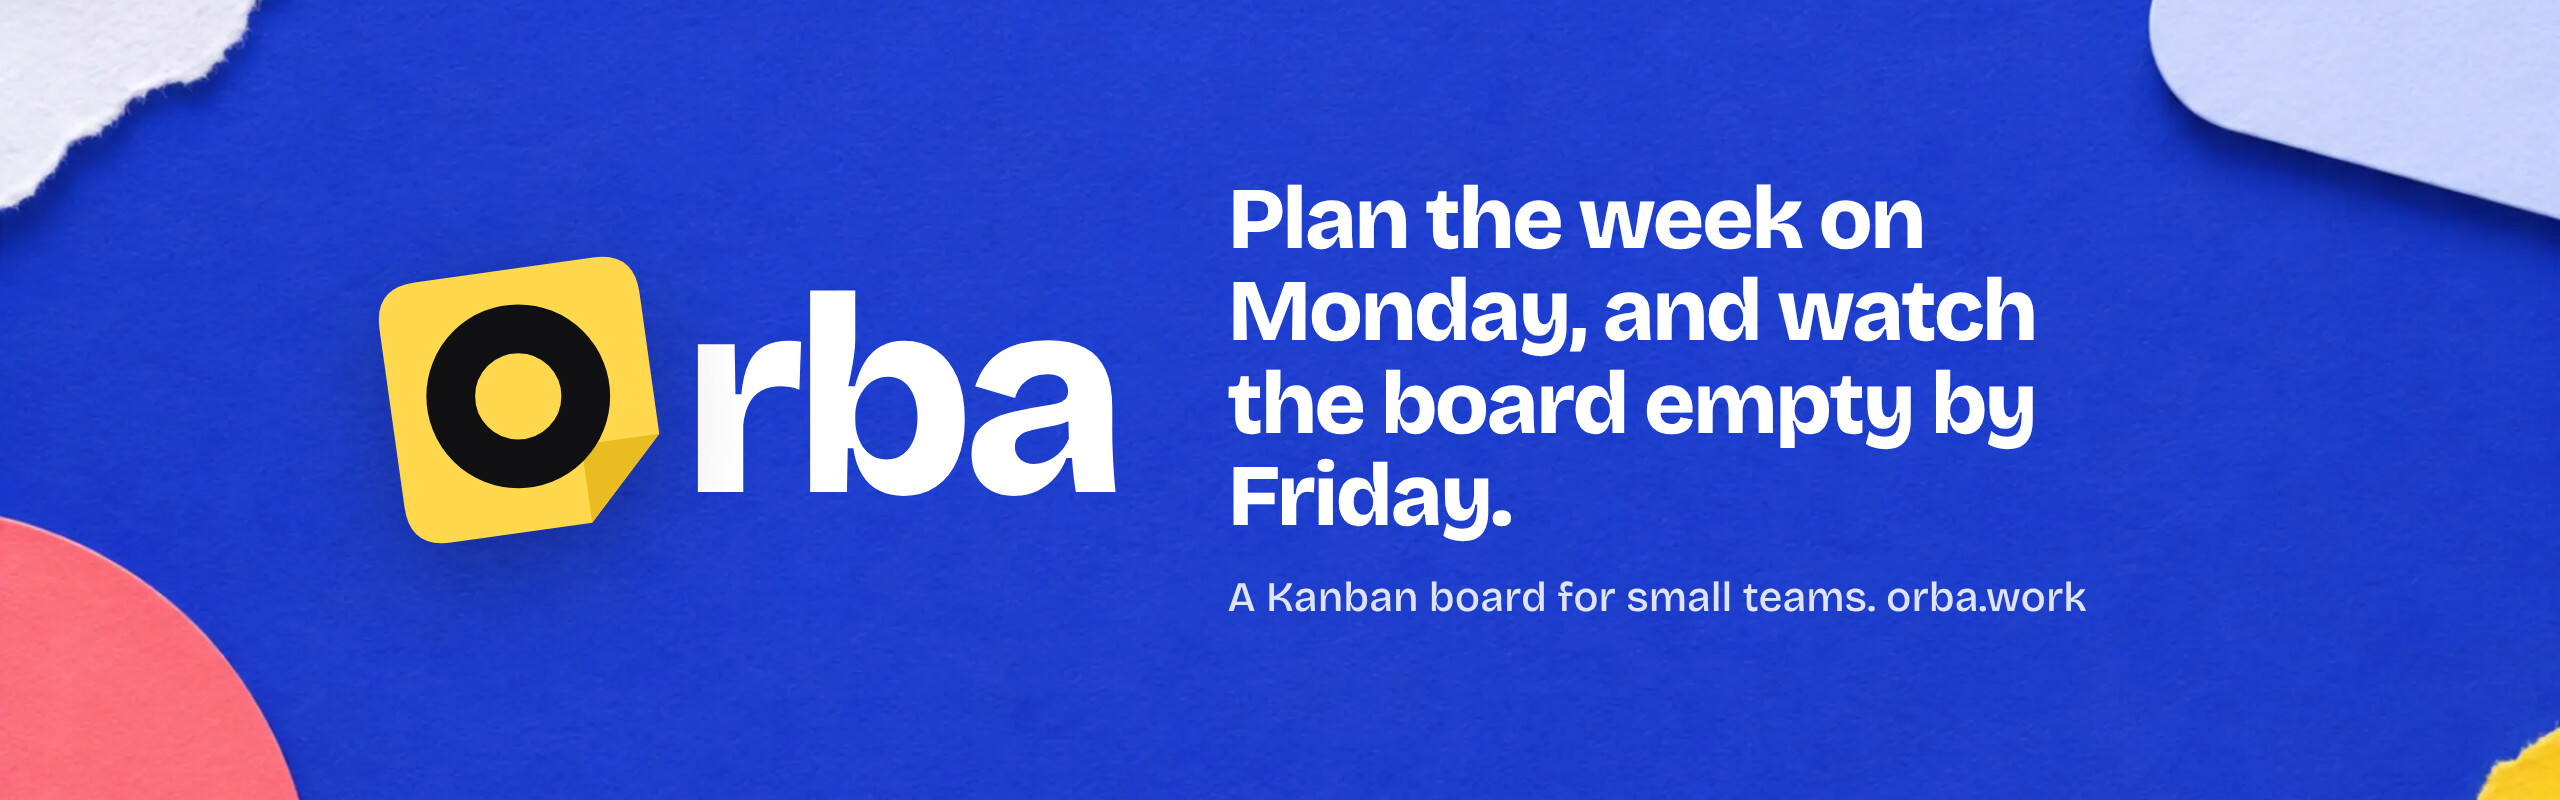 Orba
Plan the week on
Monday, and watch
the board empty by
Friday.
A Kanban board for small teams. orba.work